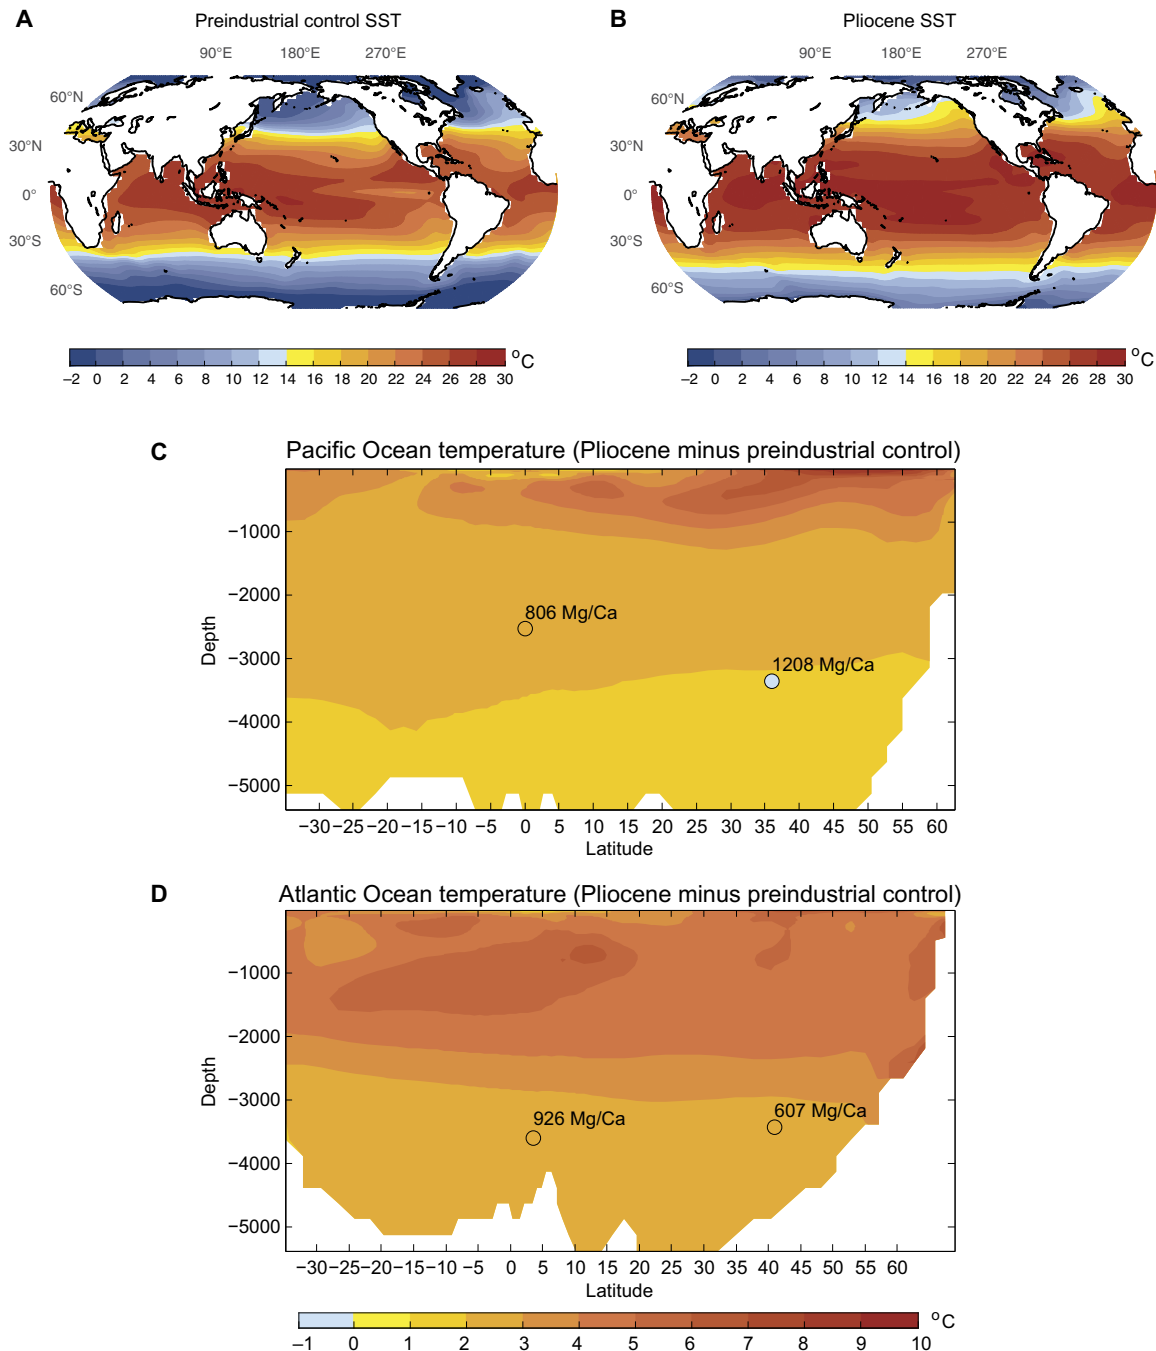 A
Preindustrial control SST
90°E 180°E 270°E
60°N
30°N
0°
30°S
60°S
°C
−2 0 2 4 6 8 10 12 14 16 18 20 22 24 26 28 30
B
Pliocene SST
90°E 180°E 270°E
60°N
30°N
0°
30°S
60°S
°C
−2 0 2 4 6 8 10 12 14 16 18 20 22 24 26 28 30
C
Pacific Ocean temperature (Pliocene minus preindustrial control)
−1000
−2000
−3000
−4000
−5000
Depth
806 Mg/Ca
1208 Mg/Ca
−30 −25 −20 −15 −10 −5 0 5 10 15 20 25 30 35 40 45 50 55 60
Latitude
D
Atlantic Ocean temperature (Pliocene minus preindustrial control)
−1000
−2000
−3000
−4000
−5000
Depth
926 Mg/Ca
607 Mg/Ca
−30 −25 −20 −15 −10 −5 0 5 10 15 20 25 30 35 40 45 50 55 60
Latitude
°C
−1 0 1 2 3 4 5 6 7 8 9 10